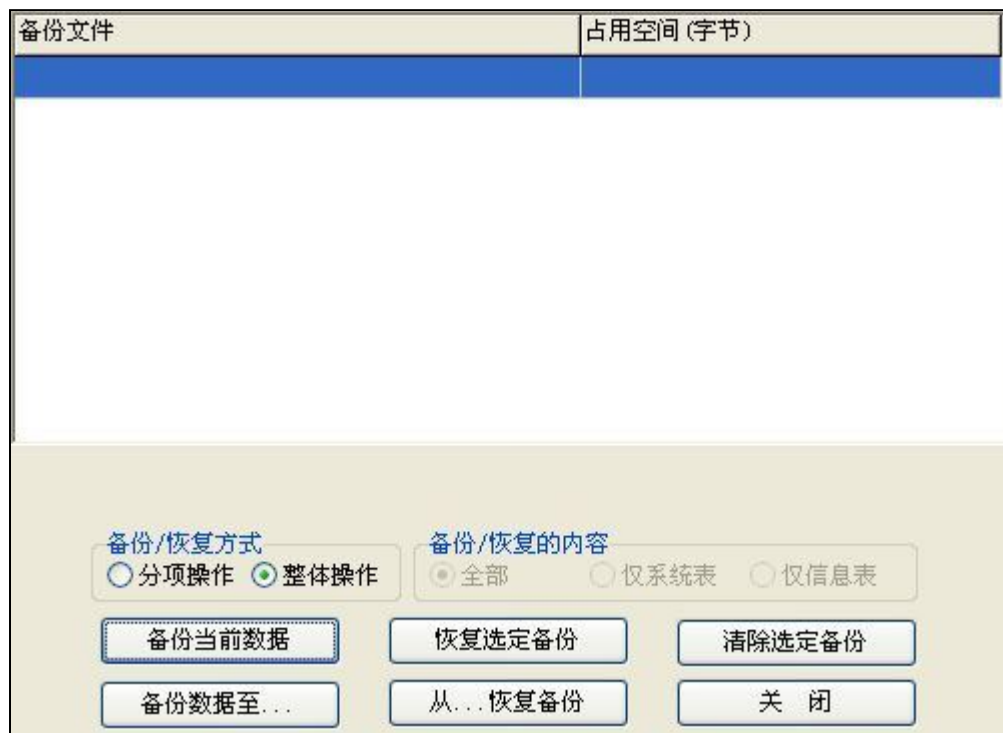 备份文件 占用空间(字节)
备份/恢复方式 备份/恢复的内容
分项操作 整体操作 全部 仅系统表 仅信息表
备份当前数据 恢复选定备份 清除选定备份
备份数据至... 从...恢复备份 关 闭